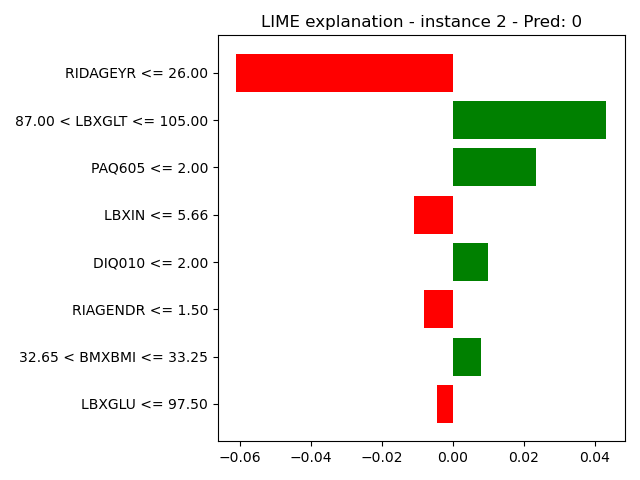 LIME explanation - instance 2 - Pred: 0
RIDAGEYR <= 26.00
87.00 < LBXGLT <= 105.00
PAQ605 <= 2.00
LBXIN <= 5.66
DIQ010 <= 2.00
RIAGENDR <= 1.50
32.65 < BMXBMI <= 33.25
LBXGLU <= 97.50
−0.06 −0.04 −0.02 0.00 0.02 0.04